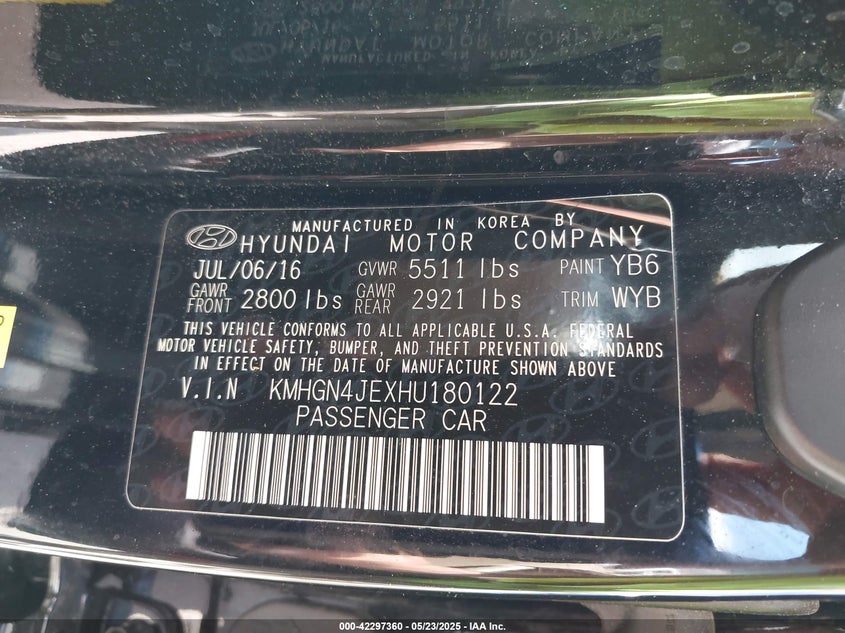 MANUFACTURED IN KOREA BY
HYUNDAI MOTOR COMPANY
JUL/06/16 GVWR 5511 lbs PAINT YB6
GAWR FRONT 2800 lbs GAWR REAR 2921 lbs TRIM WYB
THIS VEHICLE CONFORMS TO ALL APPLICABLE U.S.A. FEDERAL
MOTOR VEHICLE SAFETY, BUMPER, AND THEFT PREVENTION STANDARDS
IN EFFECT ON THE DATE OF MANUFACTURE SHOWN ABOVE
V.I.N KMHGN4JEXHU180122
PASSENGER CAR
000-42297360 - 05/23/2025 - IAA Inc.